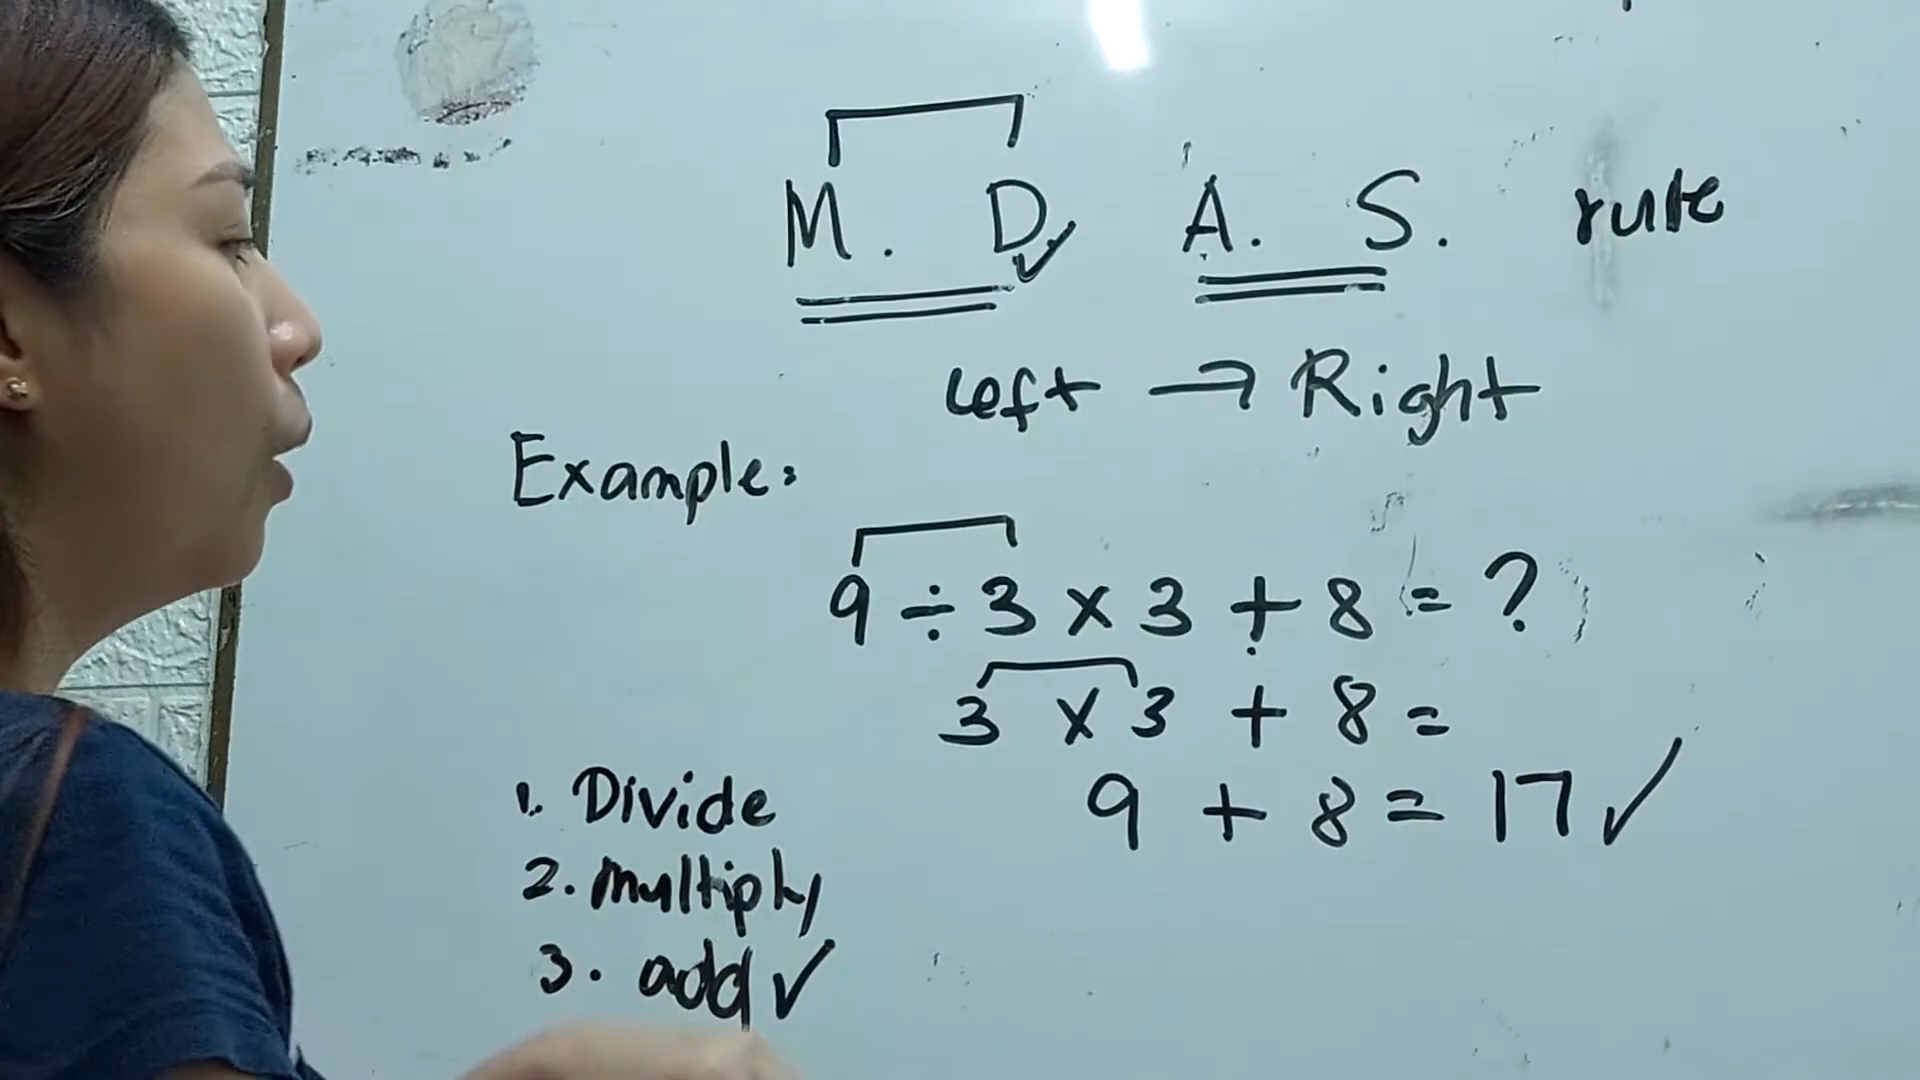 M. D A. S. rule
Left → Right
Example:
9 ÷ 3 x 3 + 8 = ?
3 x 3 + 8 =
9 + 8 = 17 ✓
1. Divide
2. multiply
3. add ✓